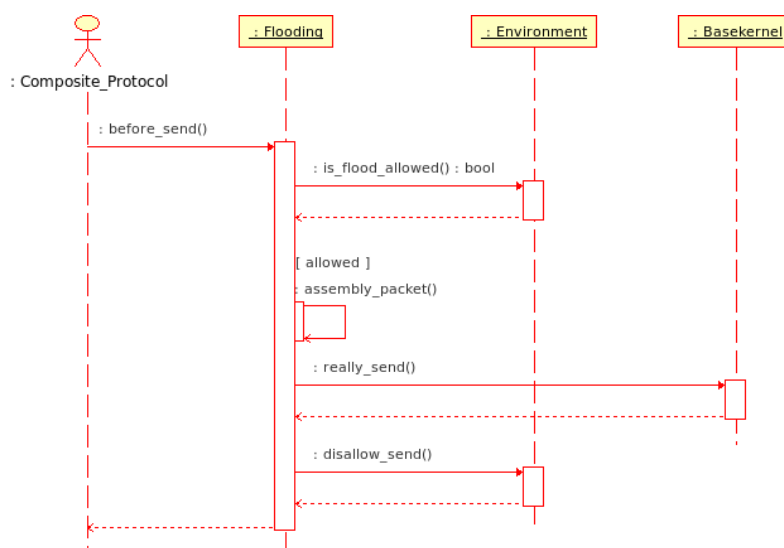 : Flooding
: Environment
: Basekernel
: Composite_Protocol
: before_send()
: is_flood_allowed() : bool
[ allowed ]
: assembly_packet()
: really_send()
: disallow_send()